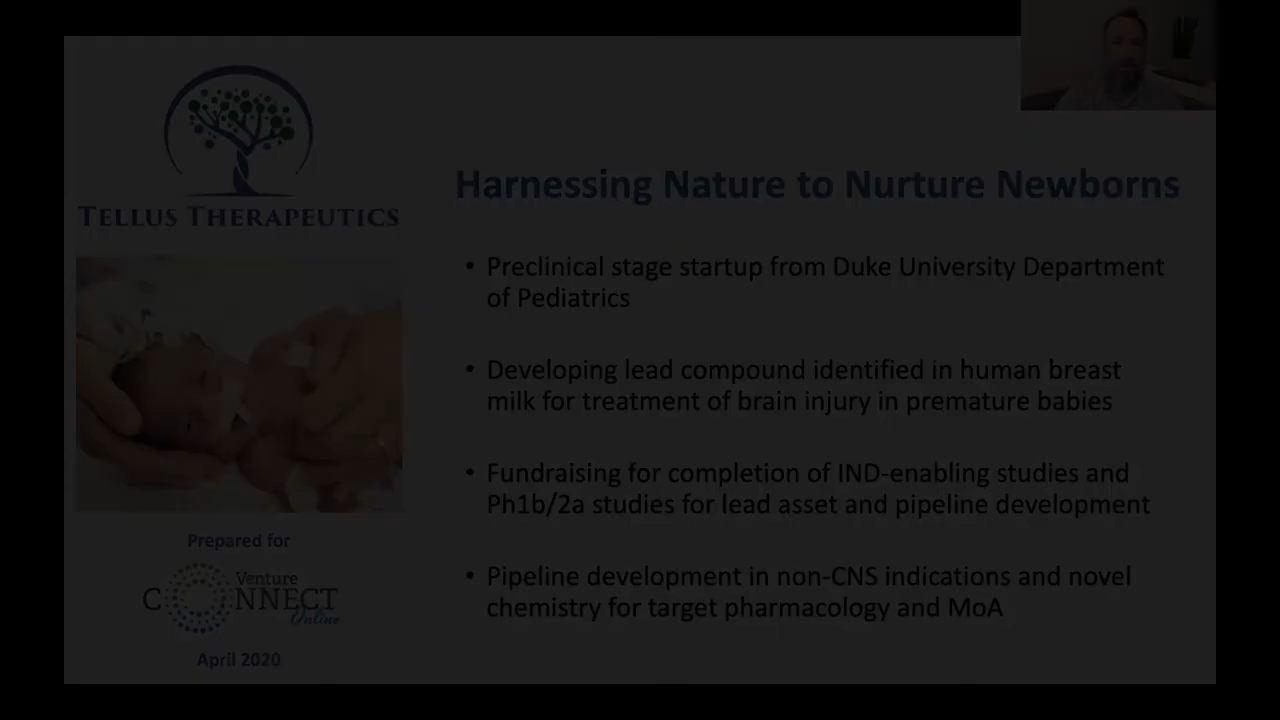 TELLUS THERAPEUTICS
Harnessing Nature to Nurture Newborns
• Preclinical stage startup from Duke University Department
of Pediatrics
• Developing lead compound identified in human breast
milk for treatment of brain injury in premature babies
• Fundraising for completion of IND-enabling studies and
Ph1b/2a studies for lead asset and pipeline development
• Pipeline development in non-CNS indications and novel
chemistry for target pharmacology and MoA
Prepared for
Venture
CONNECT
Online
April 2020